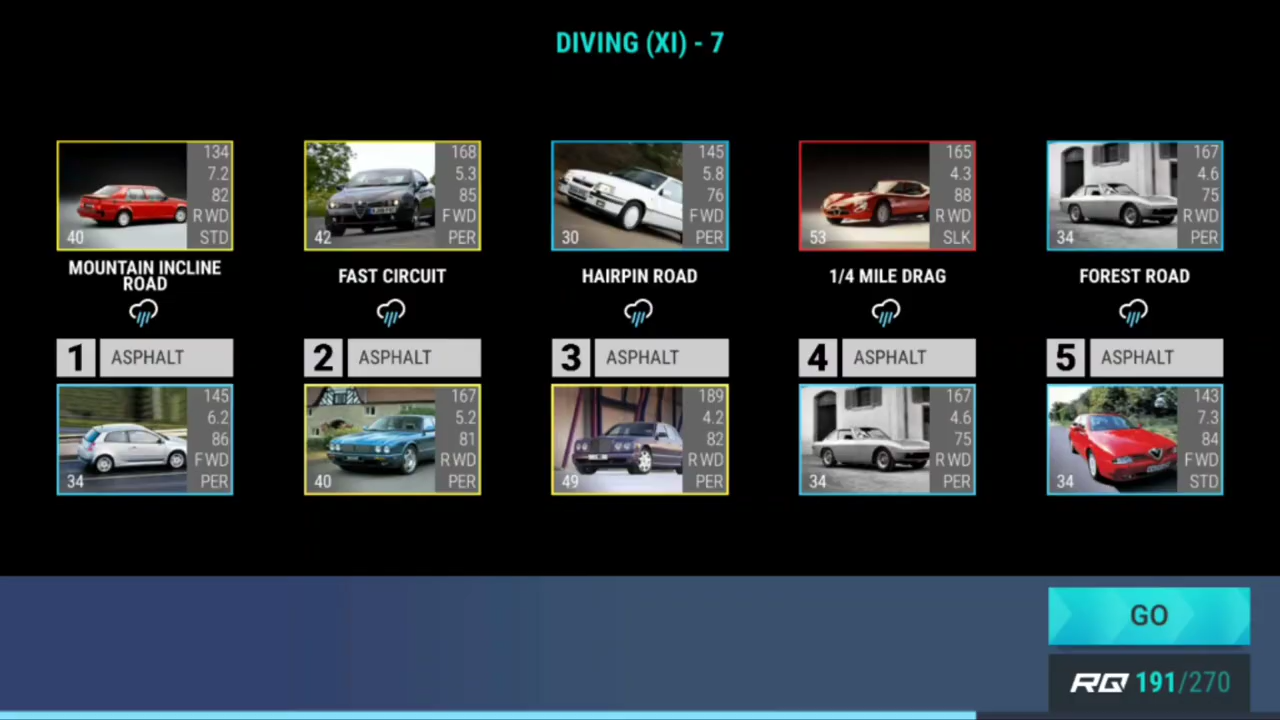 DIVING (XI) - 7
134
7.2
82
RWD
40 STD
168
5.3
85
FWD
42 PER
145
5.8
76
FWD
30 PER
165
4.3
88
RWD
53 SLK
167
4.6
75
RWD
34 PER
MOUNTAIN INCLINE
ROAD
FAST CIRCUIT
HAIRPIN ROAD
1/4 MILE DRAG
FOREST ROAD
1 ASPHALT
2 ASPHALT
3 ASPHALT
4 ASPHALT
5 ASPHALT
145
6.2
86
FWD
34 PER
167
5.2
81
RWD
40 PER
189
4.2
82
RWD
49 PER
167
4.6
75
RWD
34 PER
143
7.3
84
FWD
34 STD
GO
RQ 191/270